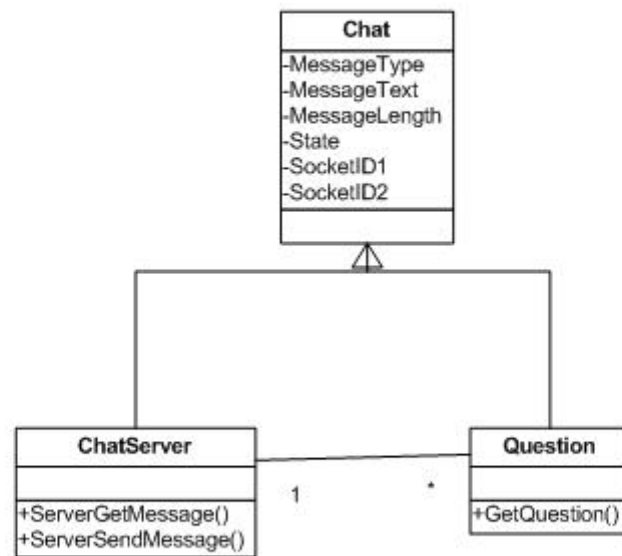 Chat
-MessageType
-MessageText
-MessageLength
-State
-SocketID1
-SocketID2
ChatServer
+ServerGetMessage()
+ServerSendMessage()
1
*
Question
+GetQuestion()